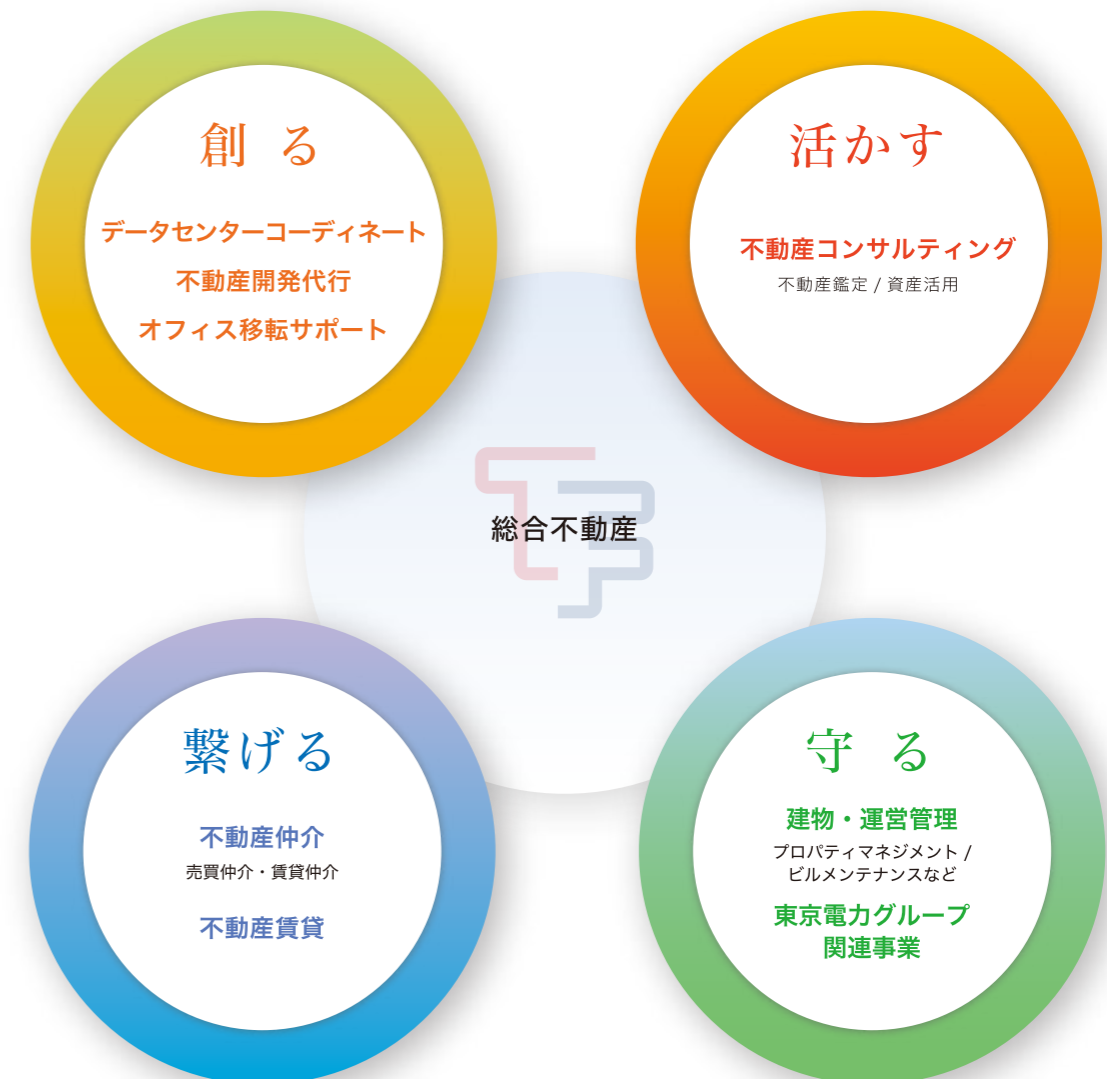 創る
データセンターコーディネート
不動産開発代行
オフィス移転サポート
活かす
不動産コンサルティング
不動産鑑定 / 資産活用
総合不動産
繋げる
不動産仲介
売買仲介・賃貸仲介
不動産賃貸
守る
建物・運営管理
プロパティマネジメント /
ビルメンテナンスなど
東京電力グループ
関連事業